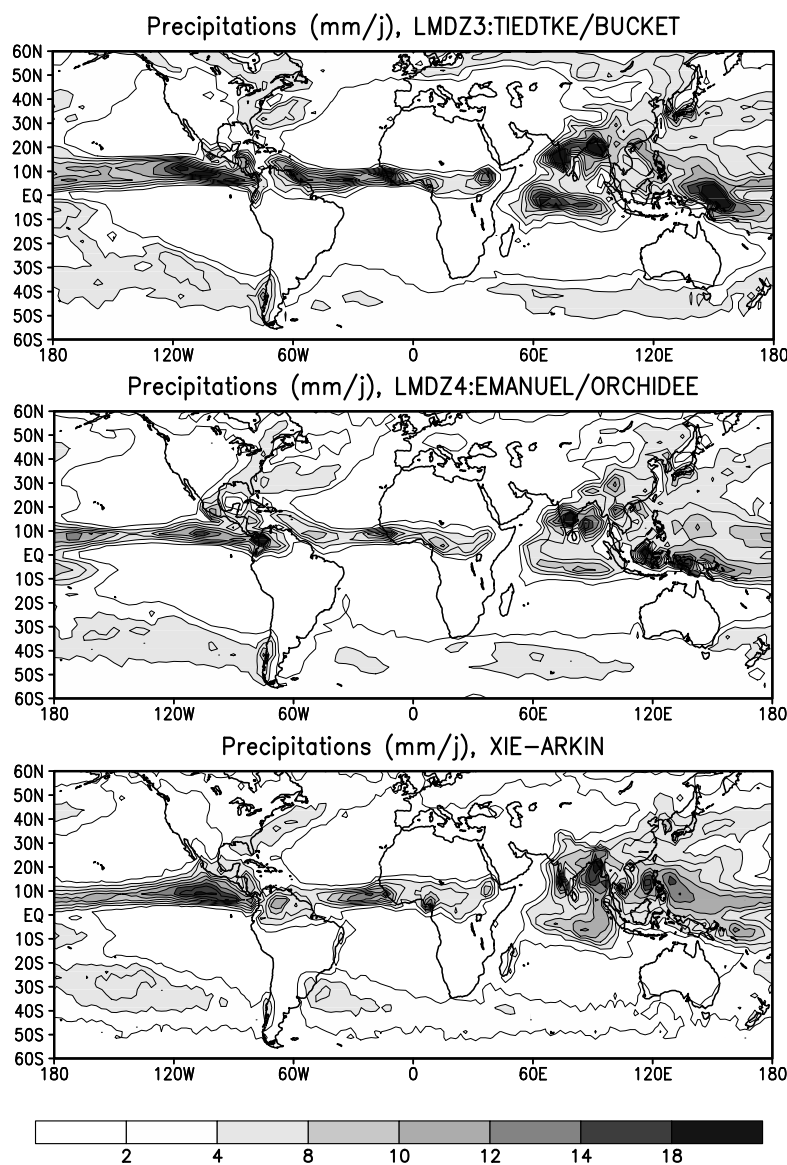 Precipitations (mm/j), LMDZ3:TIEDTKE/BUCKET
60N
50N
40N
30N
20N
10N
EQ
10S
20S
30S
40S
50S
60S
180 120W 60W 0 60E 120E 180
Precipitations (mm/j), LMDZ4:EMANUEL/ORCHIDEE
60N
50N
40N
30N
20N
10N
EQ
10S
20S
30S
40S
50S
60S
180 120W 60W 0 60E 120E 180
Precipitations (mm/j), XIE-ARKIN
60N
50N
40N
30N
20N
10N
EQ
10S
20S
30S
40S
50S
60S
180 120W 60W 0 60E 120E 180
2 4 8 10 12 14 18